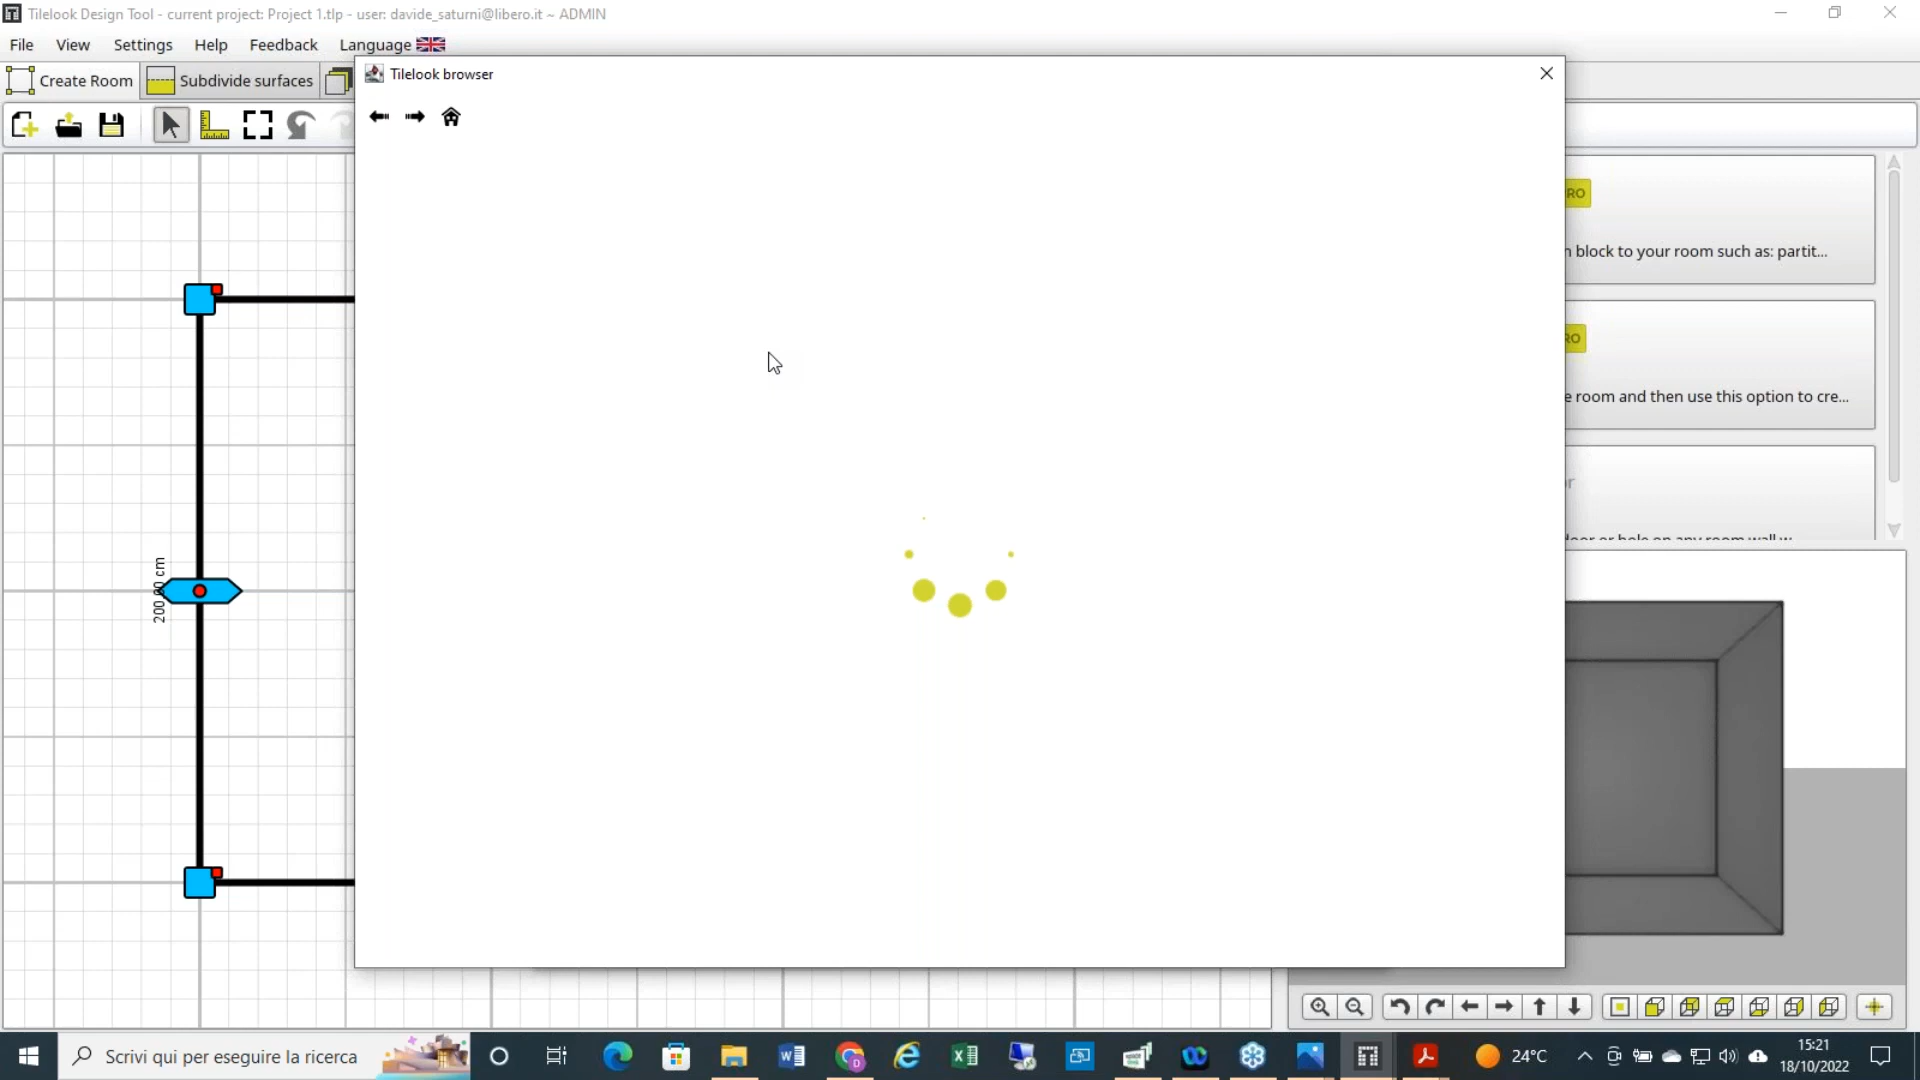 Tilelook Design Tool - current project: Project 1.tlp - user: davide_saturni@libero.it ~ ADMIN
File View Settings Help Feedback Language
Create Room Subdivide surfaces
Tilelook browser
RO
block to your room such as: partit...
RO
e room and then use this option to cre...
200
cm
Scrivi qui per eseguire la ricerca
24°C
15:21
18/10/2022